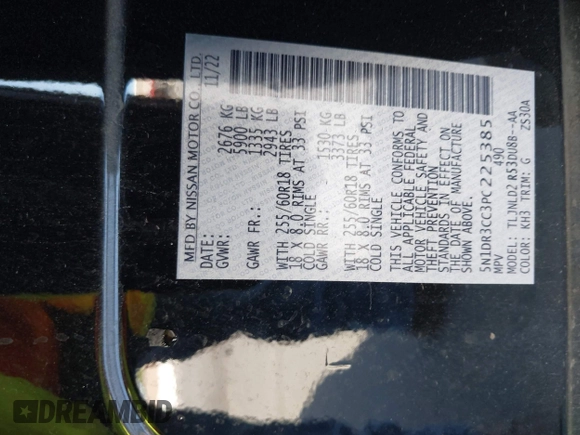 MFD BY NISSAN MOTOR CO., LTD.
DATE: 11/22
GVWR: 2676 KG
5900 LB
GAWR FR.: 1335 KG
2943 LB
WITH 255/60R18 TIRES
18 X 8.0 RIMS AT 33 PSI
COLD SINGLE
GAWR RR.: 1530 KG
3373 LB
WITH 255/60R18 TIRES
18 X 8.0 RIMS AT 33 PSI
COLD SINGLE
THIS VEHICLE CONFORMS TO
ALL APPLICABLE FEDERAL
MOTOR VEHICLE SAFETY AND
THEFT PREVENTION
STANDARDS IN EFFECT ON
THE DATE OF MANUFACTURE
SHOWN ABOVE.
5N1DR3CC3PC225385
MPV 490
MODEL: TLJNLD2 R53DUBB--AA
COLOR: KH3 TRIM: G ZS30A
DREAMBID